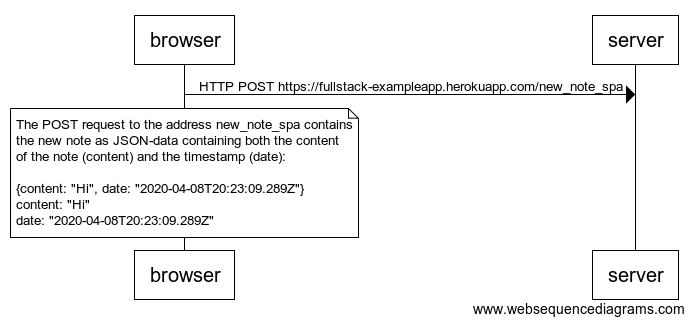 browser
server
HTTP POST https://fullstack-exampleapp.herokuapp.com/new_note_spa
The POST request to the address new_note_spa contains
the new note as JSON-data containing both the content
of the note (content) and the timestamp (date):
{content: "Hi", date: "2020-04-08T20:23:09.289Z"}
content: "Hi"
date: "2020-04-08T20:23:09.289Z"
browser
server
www.websequencediagrams.com